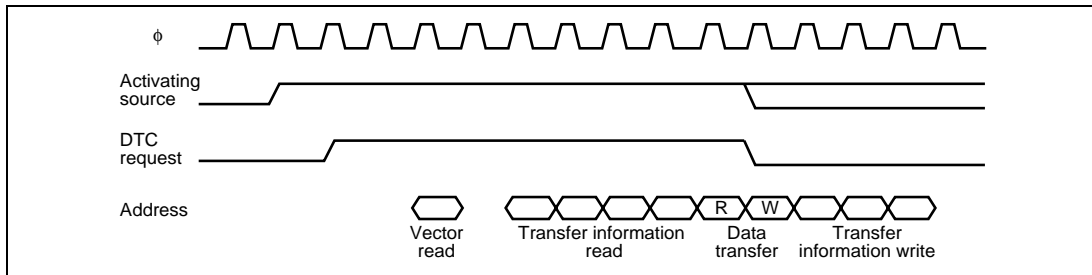 φ
Activating
source
DTC
request
Address
R W
Vector
read
Transfer information
read
Data
transfer
Transfer
information write